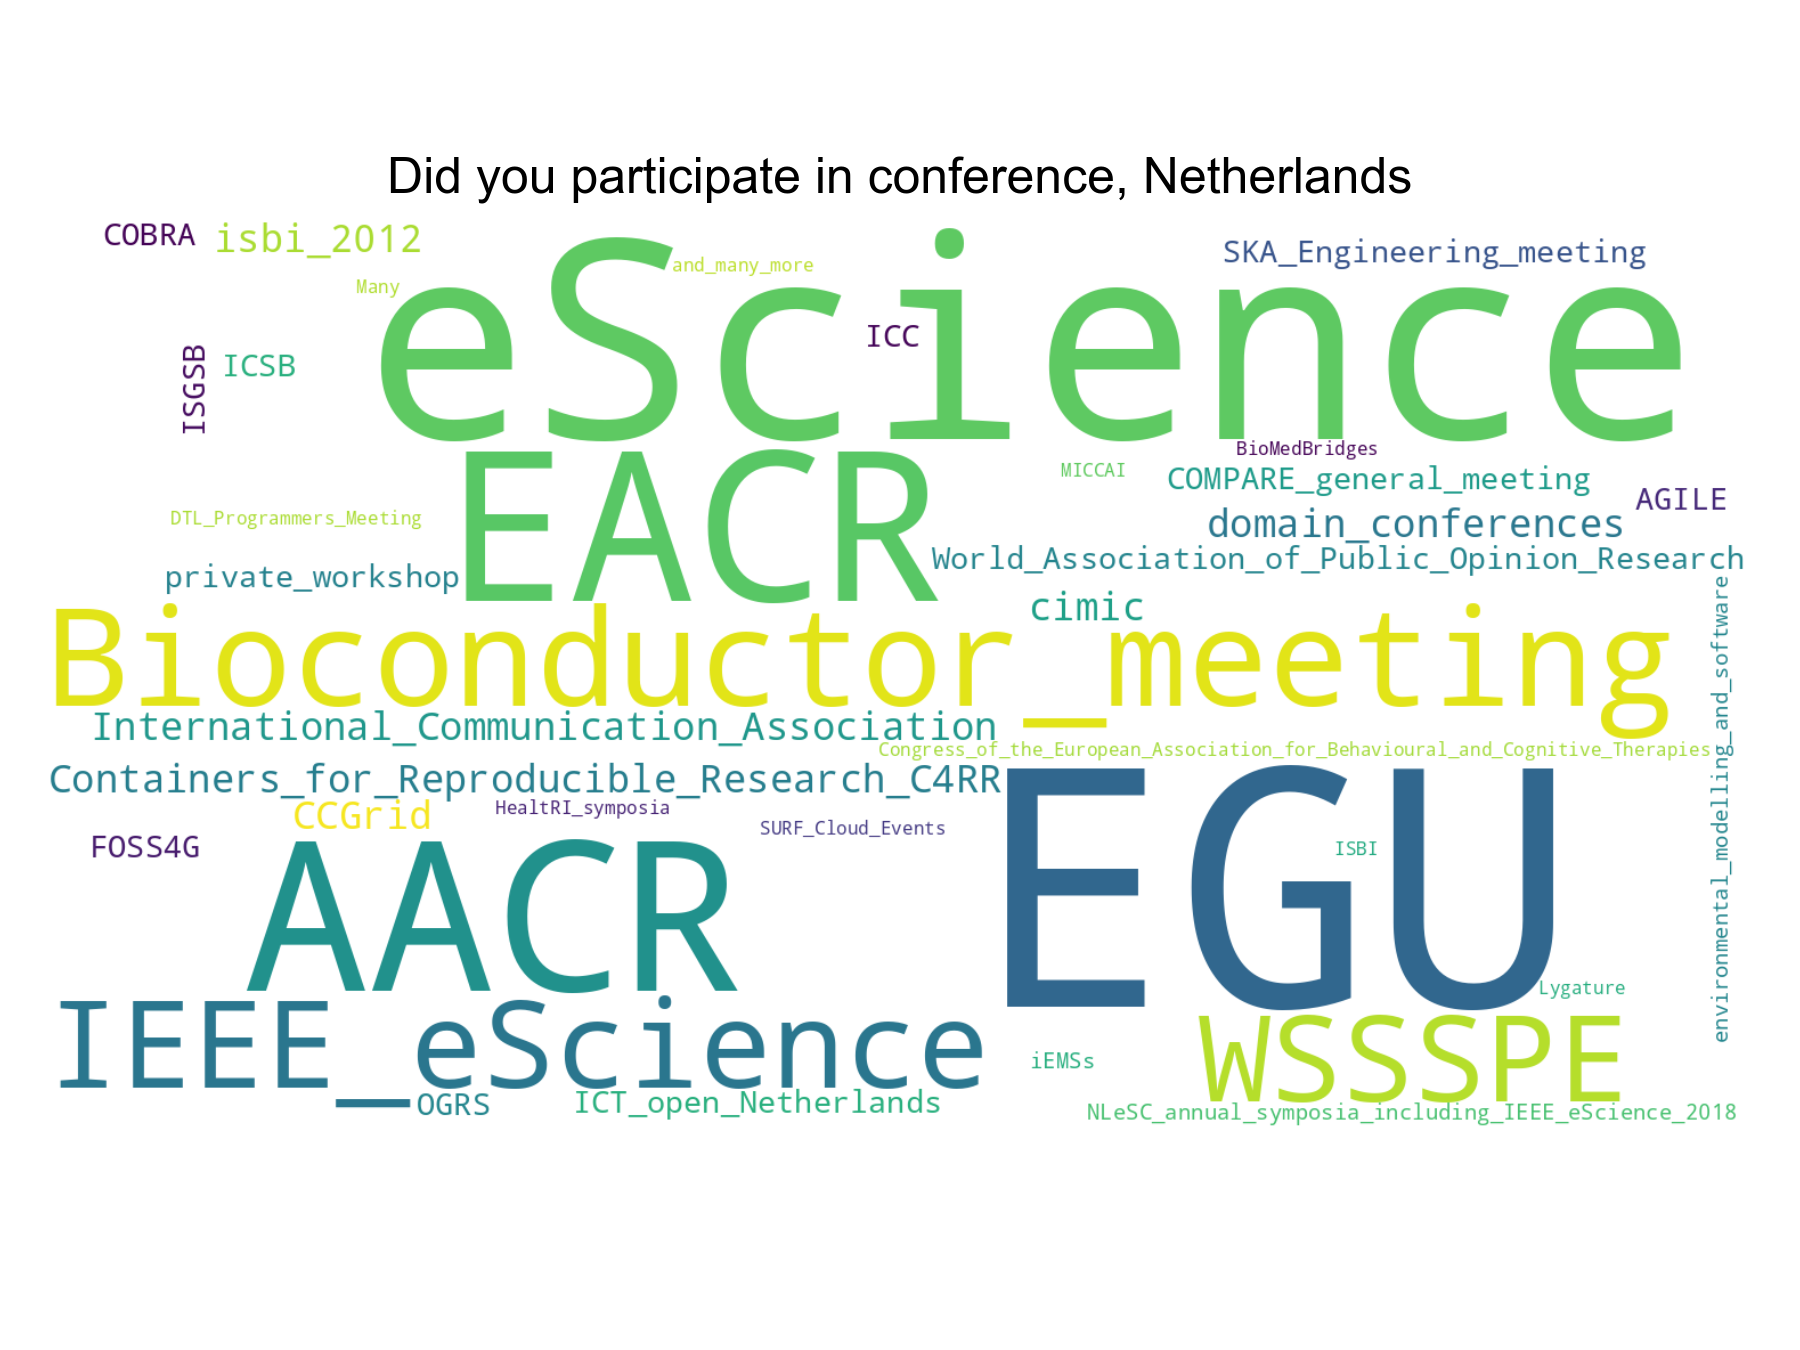 Did you participate in conference, Netherlands
COBRA
isbi_2012
Many
and_many_more
eScience
SKA_Engineering_meeting
ICC
ISGSB
ICSB
BioMedBridges
EACR
MICCAI
COMPARE_general_meeting
AGILE
DTL_Programmers_Meeting
domain_conferences
World_Association_of_Public_Opinion_Research
private_workshop
cimic
Bioconductor_meeting
environmental_modelling_and_software
International_Communication_Association
Congress_of_the_European_Association_for_Behavioural_and_Cognitive_Therapies
Containers_for_Reproducible_Research_C4RR
CCGrid
HealtRI_symposia
SURF_Cloud_Events
FOSS4G
AACR
EGU
ISBI
Lygature
IEEE_eScience
WSSSPE
iEMSs
OGRS
ICT_open_Netherlands
NLeSC_annual_symposia_including_IEEE_eScience_2018